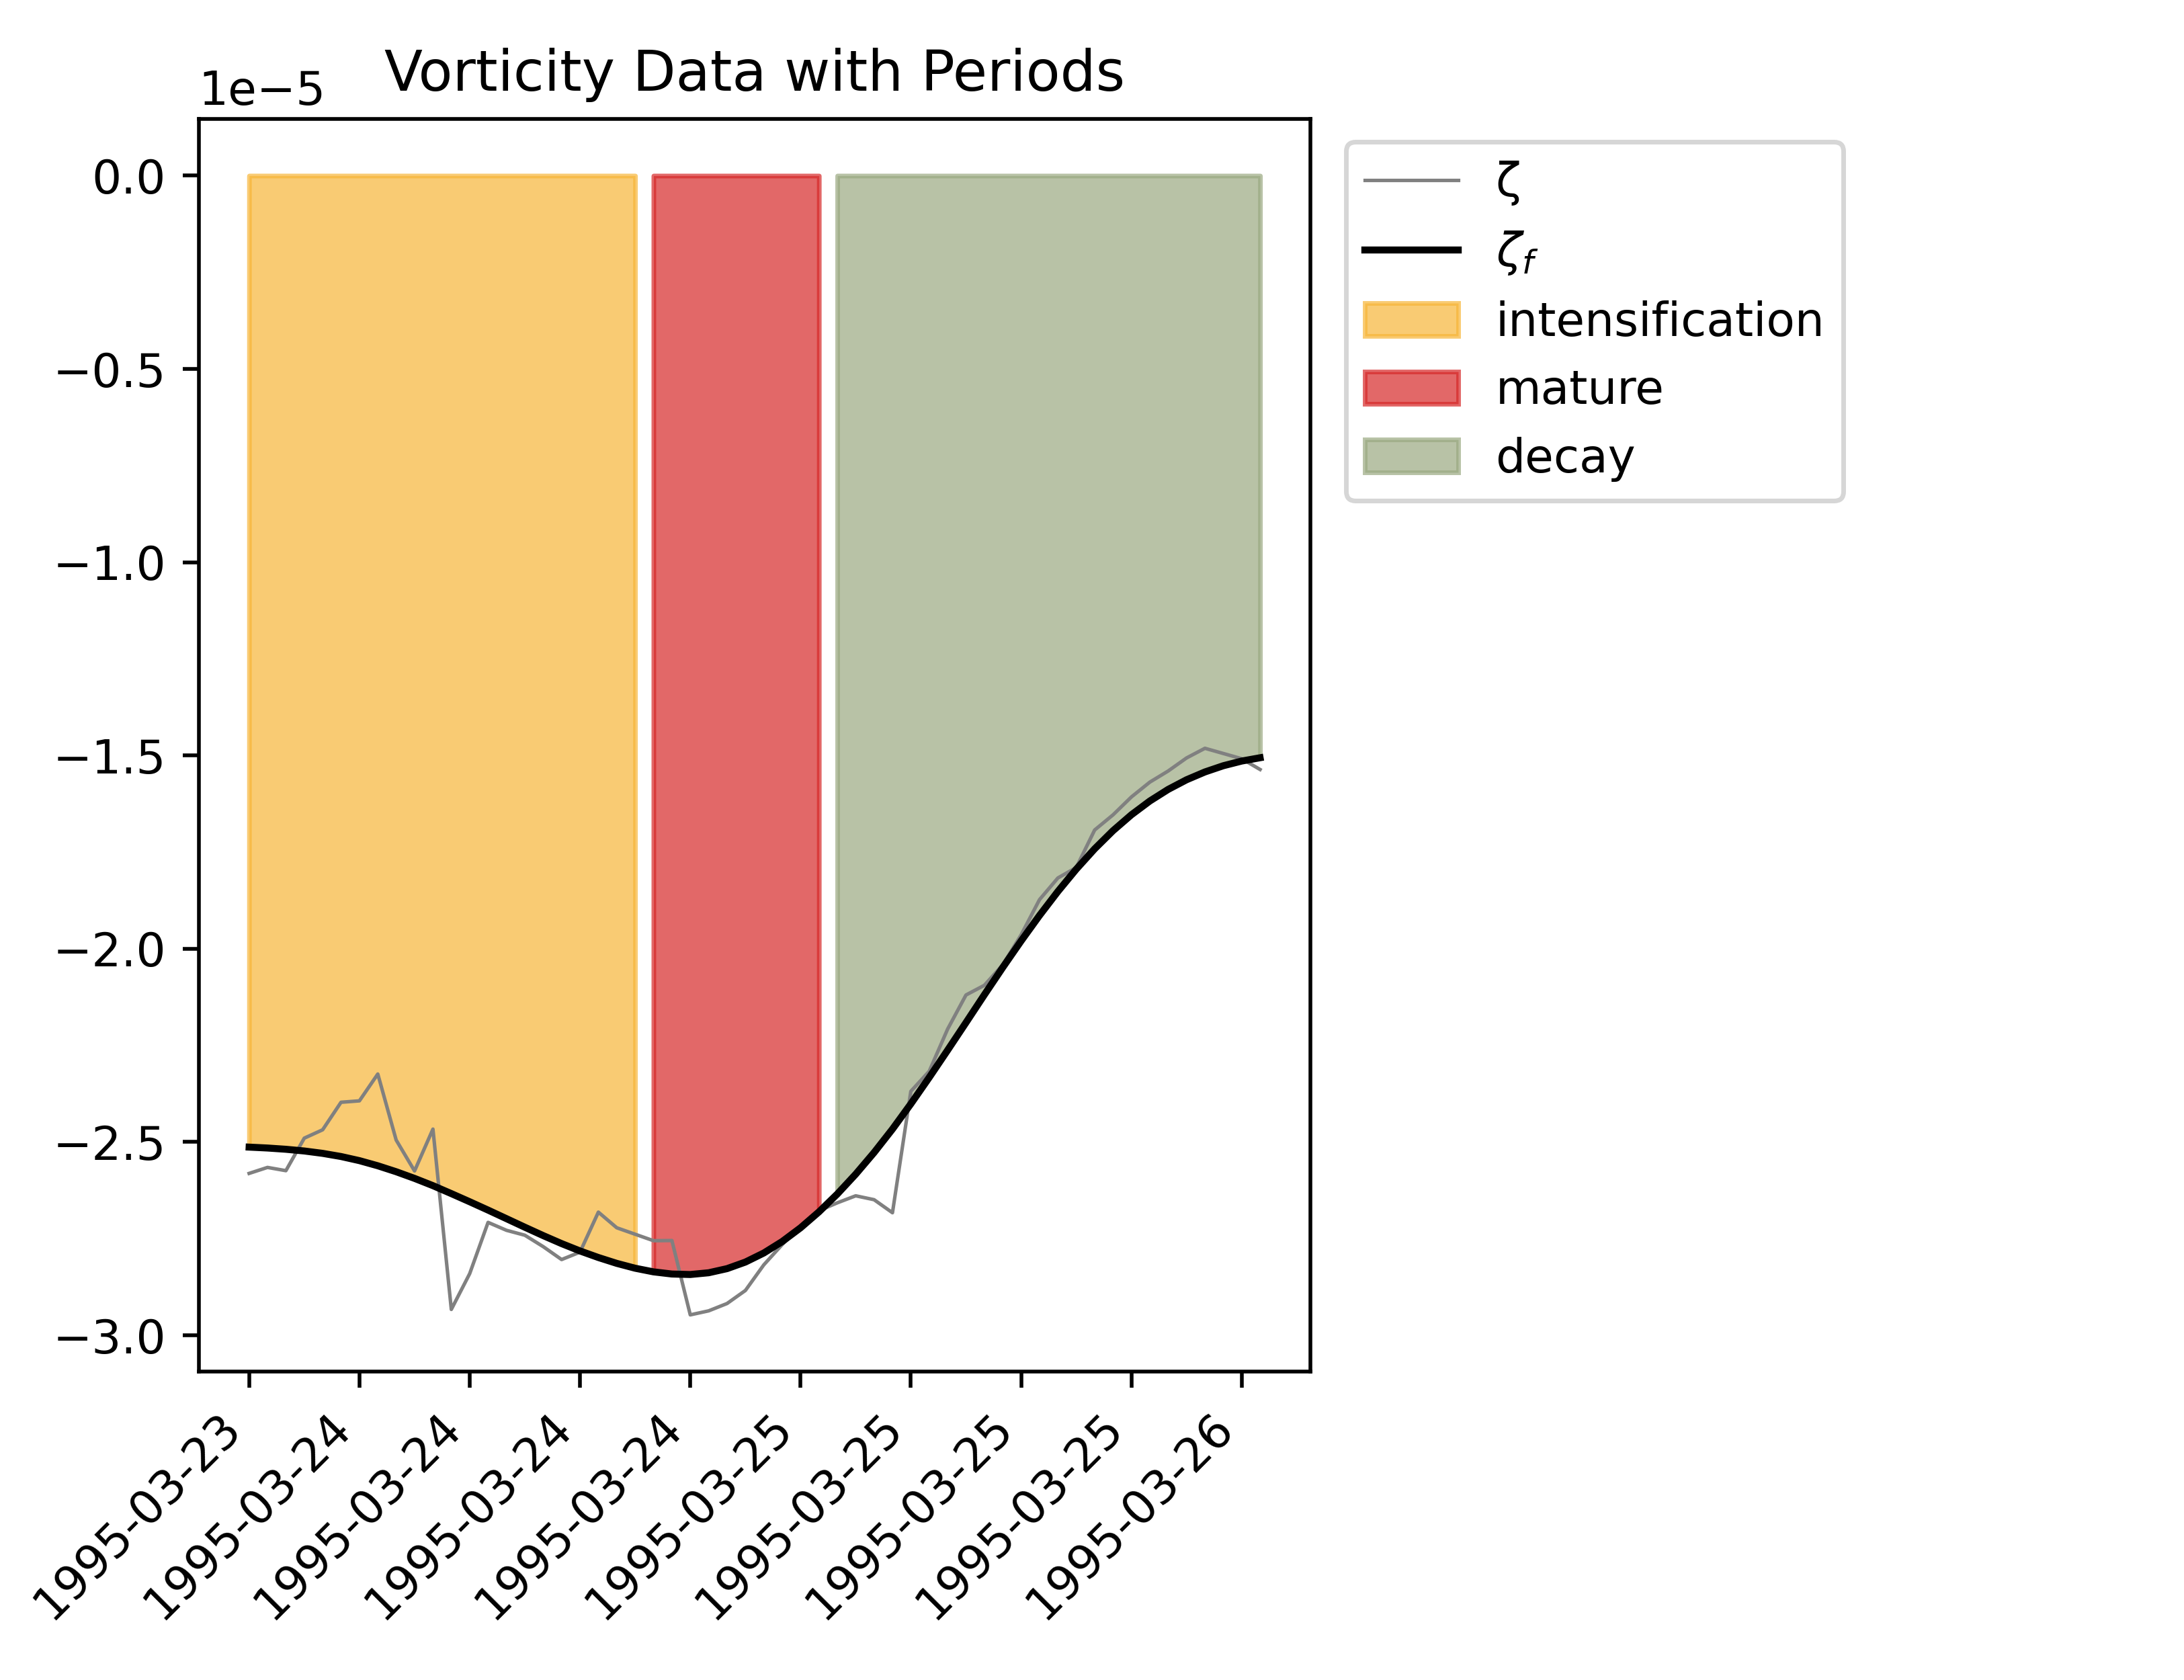 Vorticity Data with Periods
1e−5
0.0
−0.5
−1.0
−1.5
−2.0
−2.5
−3.0
1995-03-23
1995-03-24
1995-03-24
1995-03-24
1995-03-24
1995-03-25
1995-03-25
1995-03-25
1995-03-25
1995-03-26
ζ
ζf
intensification
mature
decay